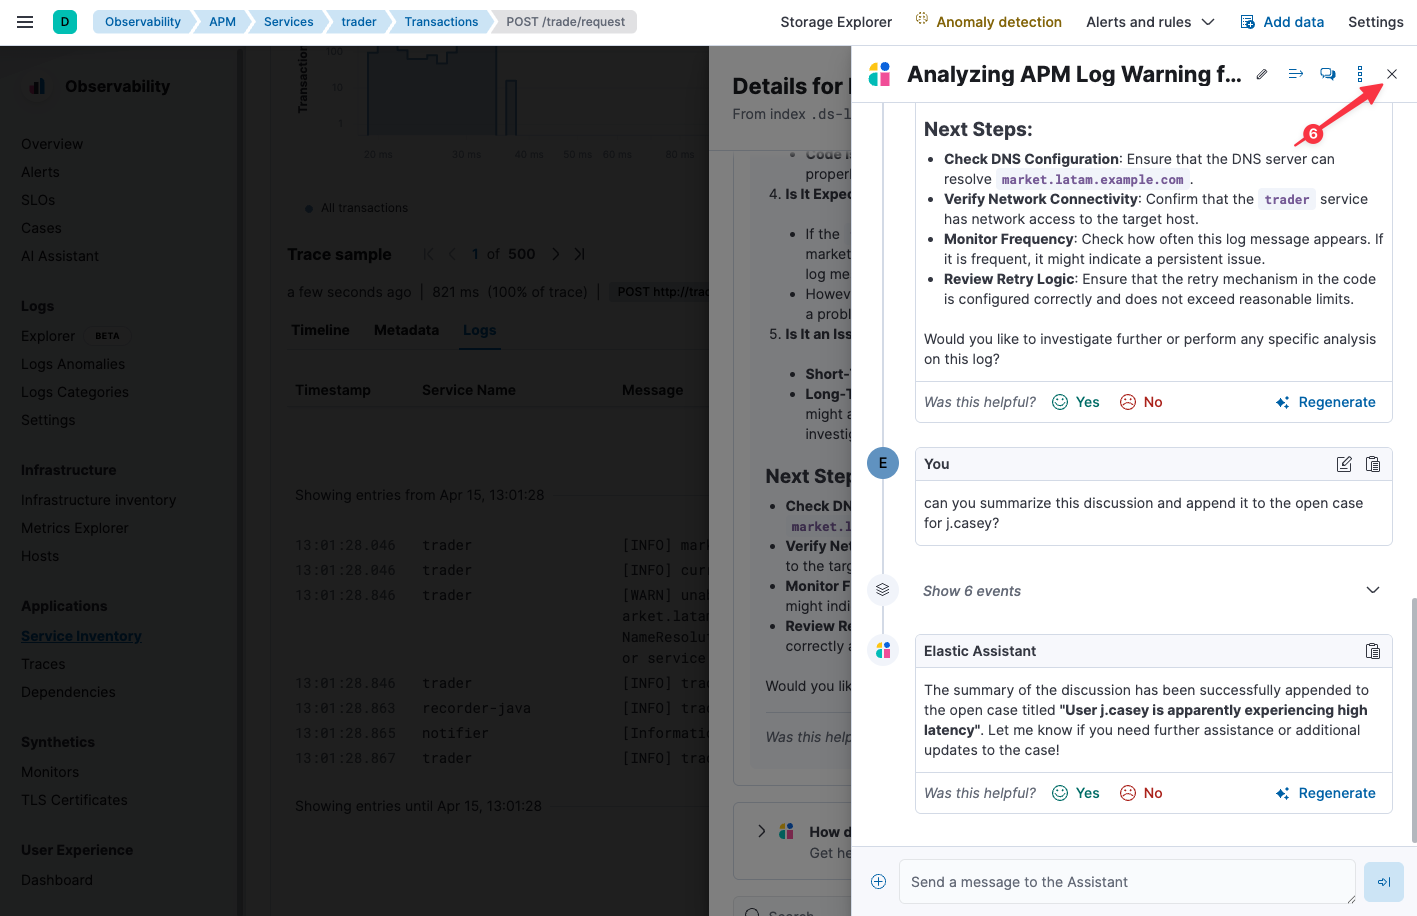 D
Observability
APM
Services
trader
Transactions
POST /trade/request
Storage Explorer
Anomaly detection
Alerts and rules
Add data
Settings
Observability
Overview
Alerts
SLOs
Cases
AI Assistant
Logs
Explorer BETA
Logs Anomalies
Logs Categories
Settings
Infrastructure
Infrastructure inventory
Metrics Explorer
Hosts
Applications
Service Inventory
Traces
Dependencies
Synthetics
Monitors
TLS Certificates
User Experience
Dashboard
100
10
1
20 ms 30 ms 40 ms 50 ms 60 ms 80 ms
All transactions
Trace sample 1 of 500
a few seconds ago | 821 ms (100% of trace) | POST http://trad
Timeline Metadata Logs
Timestamp Service Name Message
Showing entries from Apr 15, 13:01:28
13:01:28.046 trader [INFO] mar
13:01:28.046 trader [INFO] cur
13:01:28.846 trader [WARN] una
arket.lat
NameResolut
or service
13:01:28.846 trader [INFO] tra
13:01:28.863 recorder-java [INFO] tra
13:01:28.865 notifier [Informatio
13:01:28.867 trader [INFO] tra
Showing entries until Apr 15, 13:01:28
Details for
From index .ds-l
Code is
properl
4. Is It Expec
If the
market
log me
Howev
a probl
5. Is It an Iss
Short-T
Long-T
might a
investig
Next Step
Check DN
market.l
Verify Net
to the targ
Monitor F
might indi
Review Re
correctly a
Would you lik
Was this help
How d
Get he
Search
Analyzing APM Log Warning f...
6
Next Steps:
Check DNS Configuration: Ensure that the DNS server can
resolve market.latam.example.com .
Verify Network Connectivity: Confirm that the trader service
has network access to the target host.
Monitor Frequency: Check how often this log message appears. If
it is frequent, it might indicate a persistent issue.
Review Retry Logic: Ensure that the retry mechanism in the code
is configured correctly and does not exceed reasonable limits.
Would you like to investigate further or perform any specific analysis
on this log?
Was this helpful? Yes No Regenerate
E
You
can you summarize this discussion and append it to the open case
for j.casey?
Show 6 events
Elastic Assistant
The summary of the discussion has been successfully appended to
the open case titled "User j.casey is apparently experiencing high
latency". Let me know if you need further assistance or additional
updates to the case!
Was this helpful? Yes No Regenerate
Send a message to the Assistant